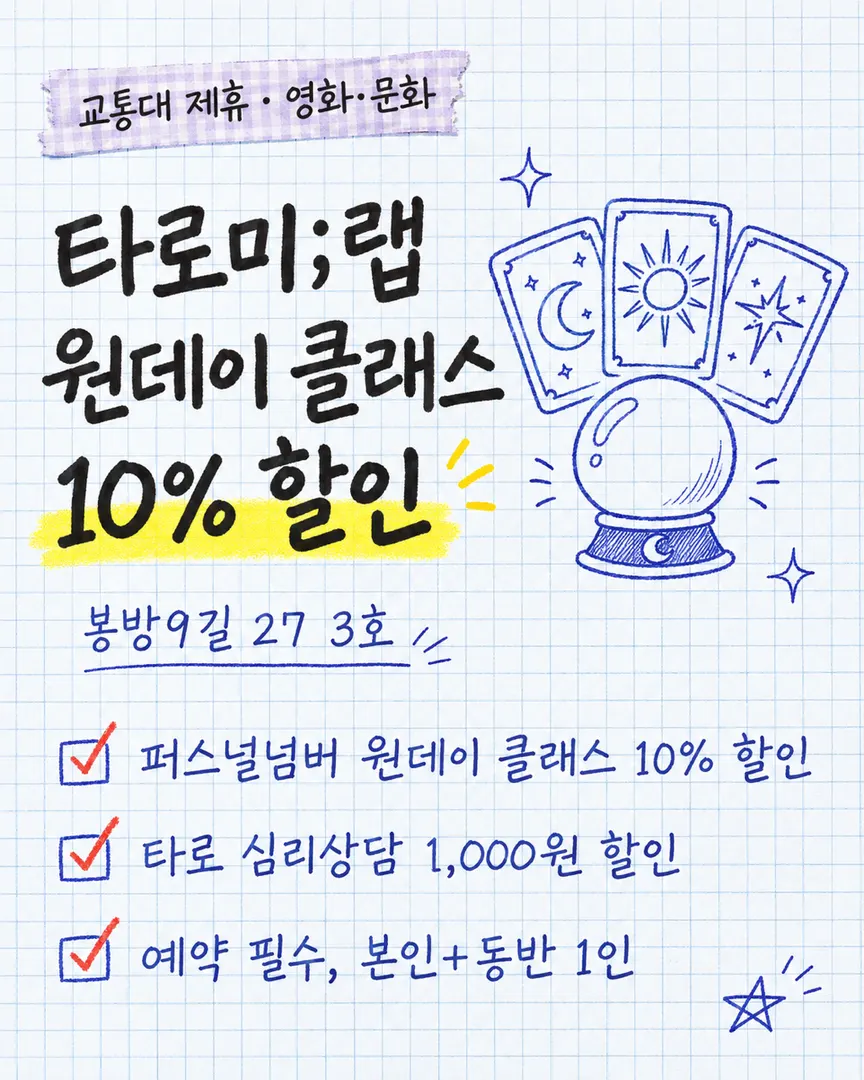 교통대 제휴 · 영화·문화
타로미;랩
원데이 클래스
10% 할인
봉방9길 27 3호
퍼스널넘버 원데이 클래스 10% 할인
타로 심리상담 1,000원 할인
예약 필수, 본인+동반 1인